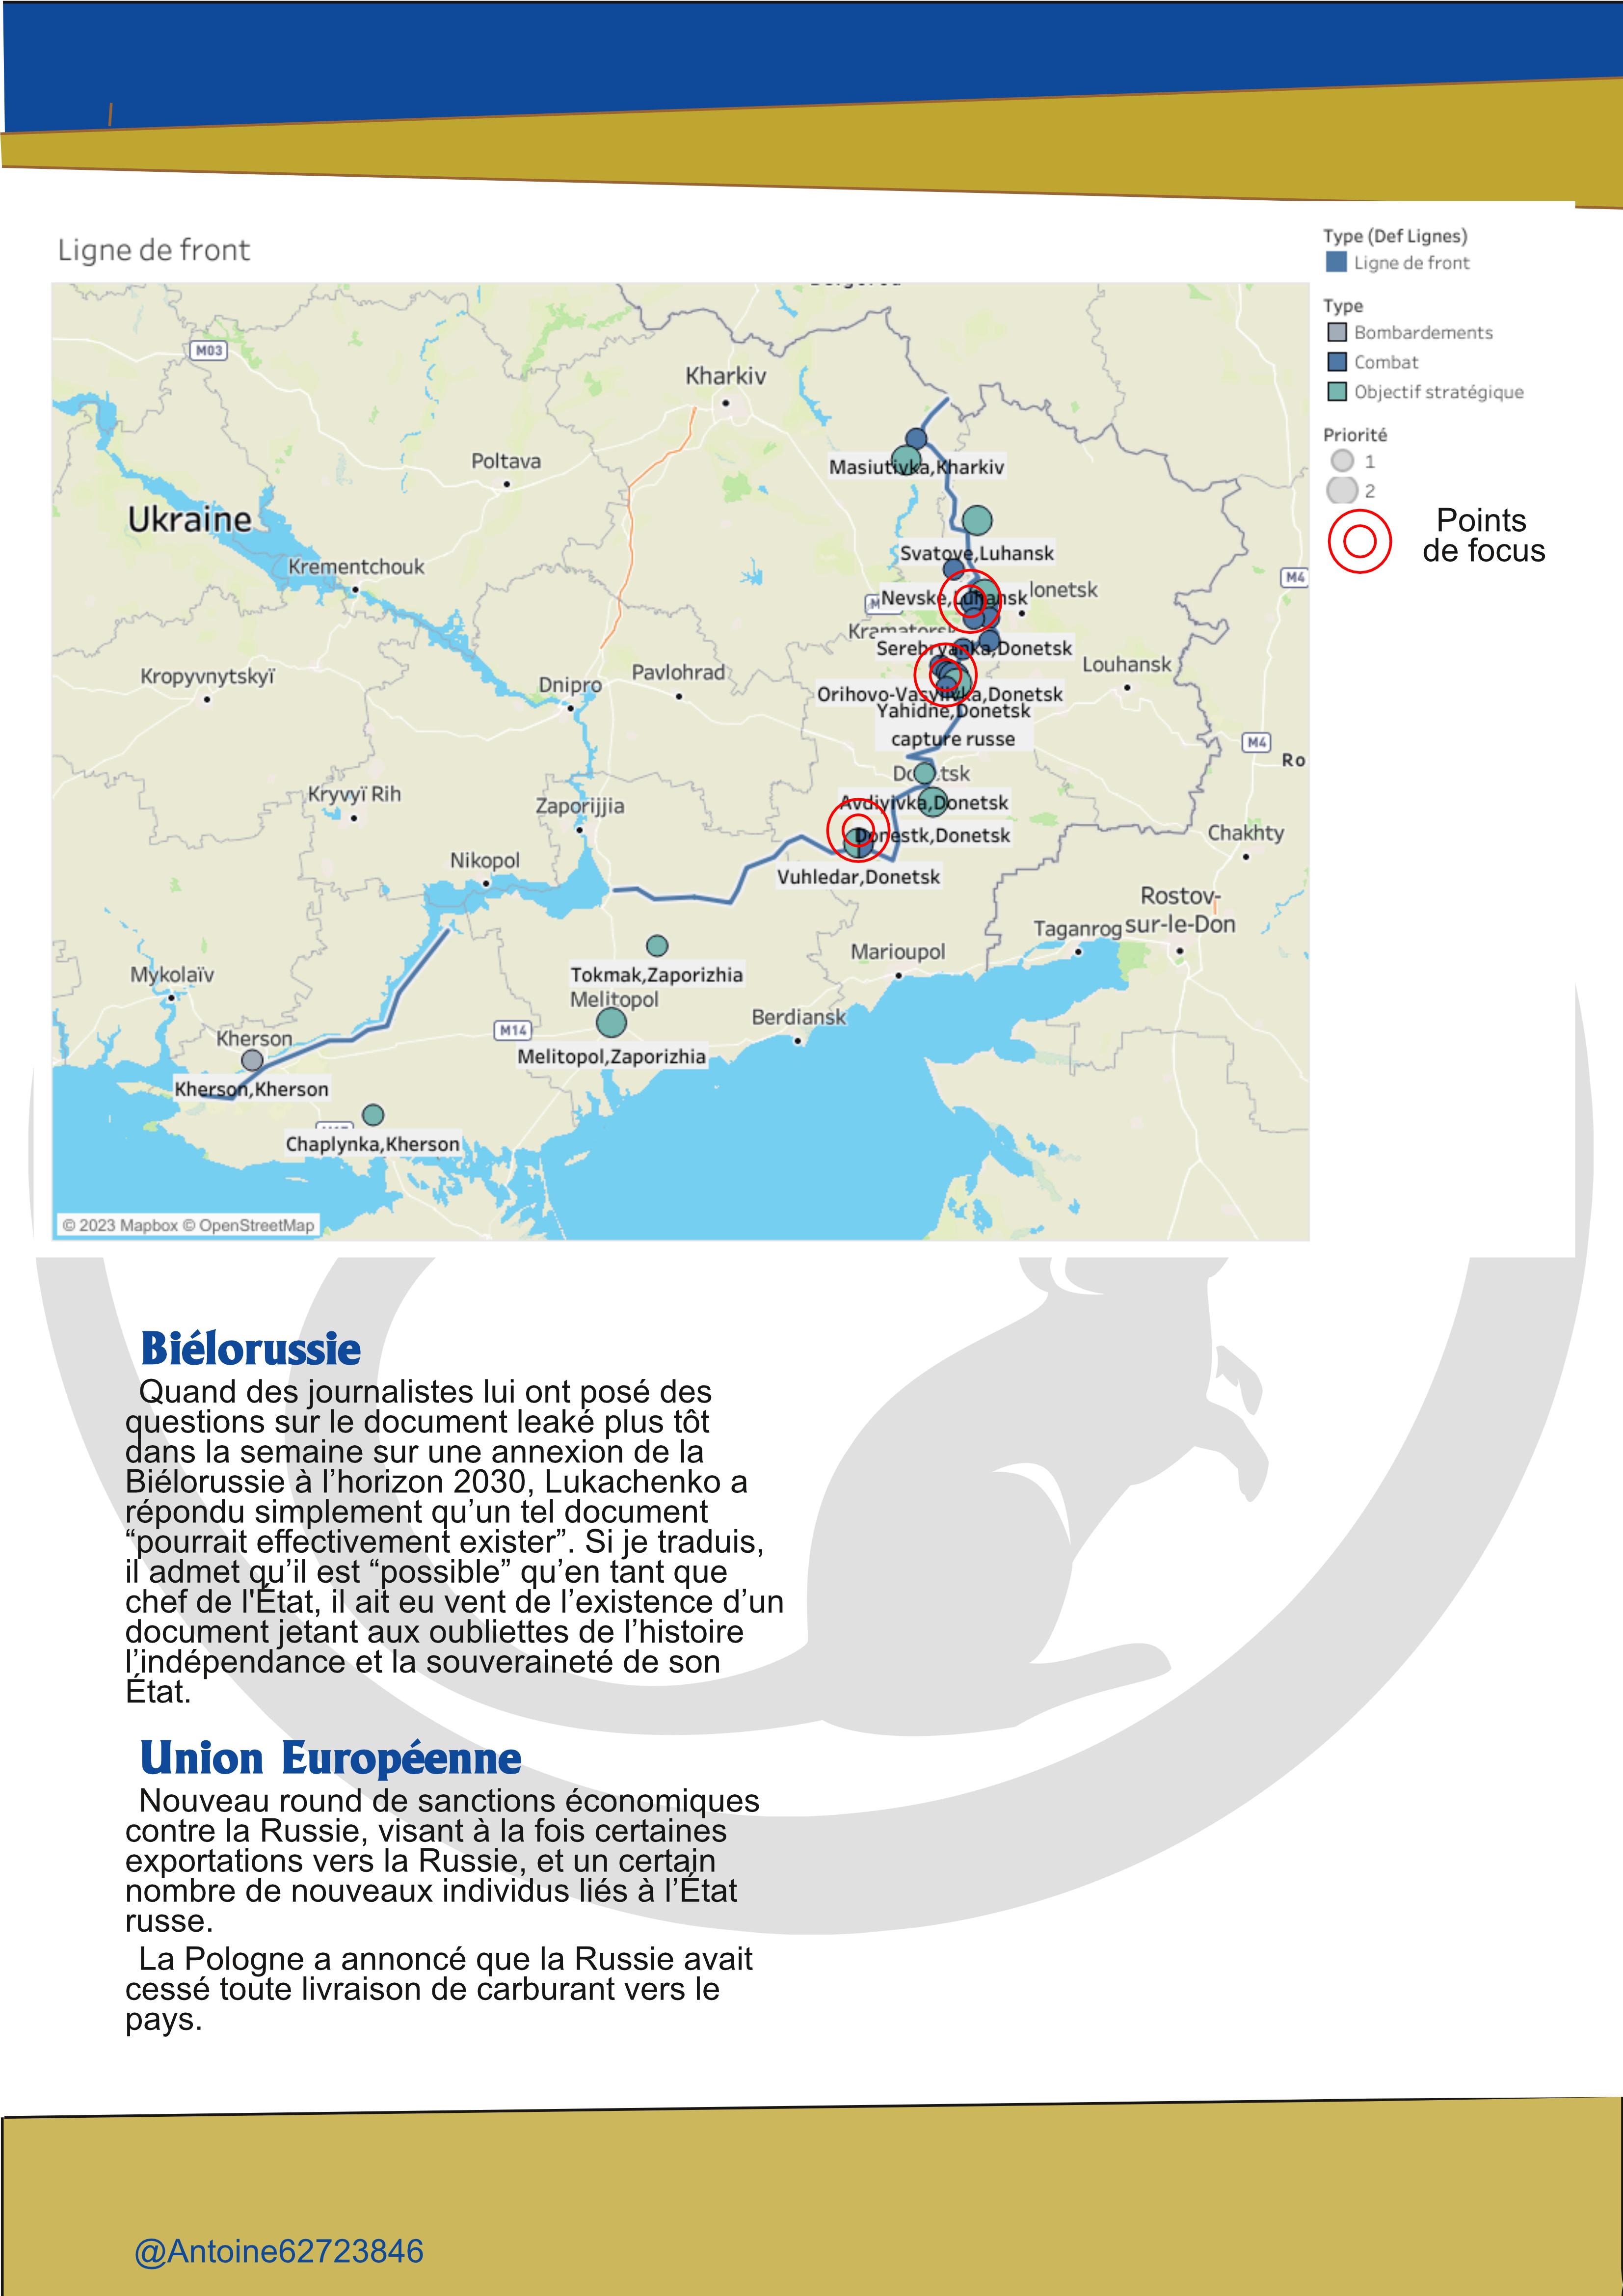 Ligne de front
Type (Def Lignes)
Ligne de front
Type
Bombardements
Combat
Objectif stratégique
Priorité
1
2
Points
de focus
M03
Kharkiv
Poltava
Masiutivka,Kharkiv
Ukraine
Svatove,Luhansk
Krementchouk
Nevske,Luhansk
M4
Serebryanka,Donetsk
Louhansk
Kropyvnytskyï
Dnipro
Pavlohrad
Orihovo-Vasylivka,Donetsk
Yahidne,Donetsk
capture russe
M4
Ro
Kryvyï Rih
Zaporijjia
Avdiyivka,Donetsk
Donestk,Donetsk
Chakhty
Nikopol
Vuhledar,Donetsk
Rostov-
sur-le-Don
Taganrog
Marioupol
Mykolaïv
Tokmak,Zaporizhia
Melitopol
Berdiansk
Kherson
M14
Melitopol,Zaporizhia
Kherson,Kherson
Chaplynka,Kherson
© 2023 Mapbox © OpenStreetMap
Biélorussie
Quand des journalistes lui ont posé des
questions sur le document leaké plus tôt
dans la semaine sur une annexion de la
Biélorussie à l’horizon 2030, Lukachenko a
répondu simplement qu’un tel document
“pourrait effectivement exister”. Si je traduis,
il admet qu’il est “possible” qu’en tant que
chef de l'État, il ait eu vent de l’existence d’un
document jetant aux oubliettes de l’histoire
l’indépendance et la souveraineté de son
État.
Union Européenne
Nouveau round de sanctions économiques
contre la Russie, visant à la fois certaines
exportations vers la Russie, et un certain
nombre de nouveaux individus liés à l’État
russe.
La Pologne a annoncé que la Russie avait
cessé toute livraison de carburant vers le
pays.
@Antoine62723846